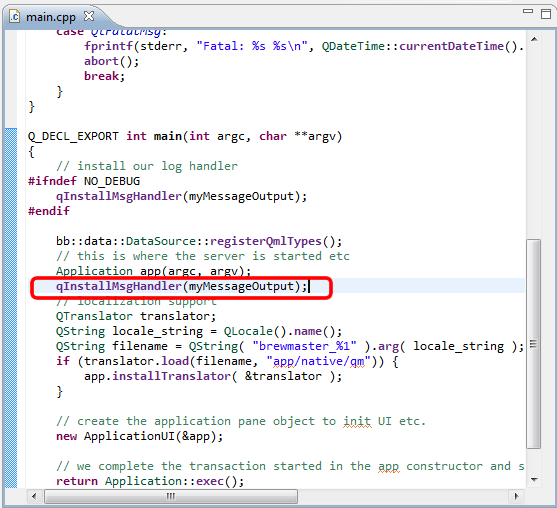 main.cpp
case QtFatalMsg:
fprintf(stderr, "Fatal: %s %s\n", QDateTime::currentDateTime().
abort();
break;
}
}
Q_DECL_EXPORT int main(int argc, char **argv)
{
// install our log handler
#ifndef NO_DEBUG
qInstallMsgHandler(myMessageOutput);
#endif
bb::data::DataSource::registerQmlTypes();
// this is where the server is started etc
Application app(argc, argv);
qInstallMsgHandler(myMessageOutput);
// localization support
QTranslator translator;
QString locale_string = QLocale().name();
QString filename = QString( "brewmaster_%1" ).arg( locale_string );
if (translator.load(filename, "app/native/qm")) {
app.installTranslator( &translator );
}
// create the application pane object to init UI etc.
new ApplicationUI(&app);
// we complete the transaction started in the app constructor and s
return Application::exec();